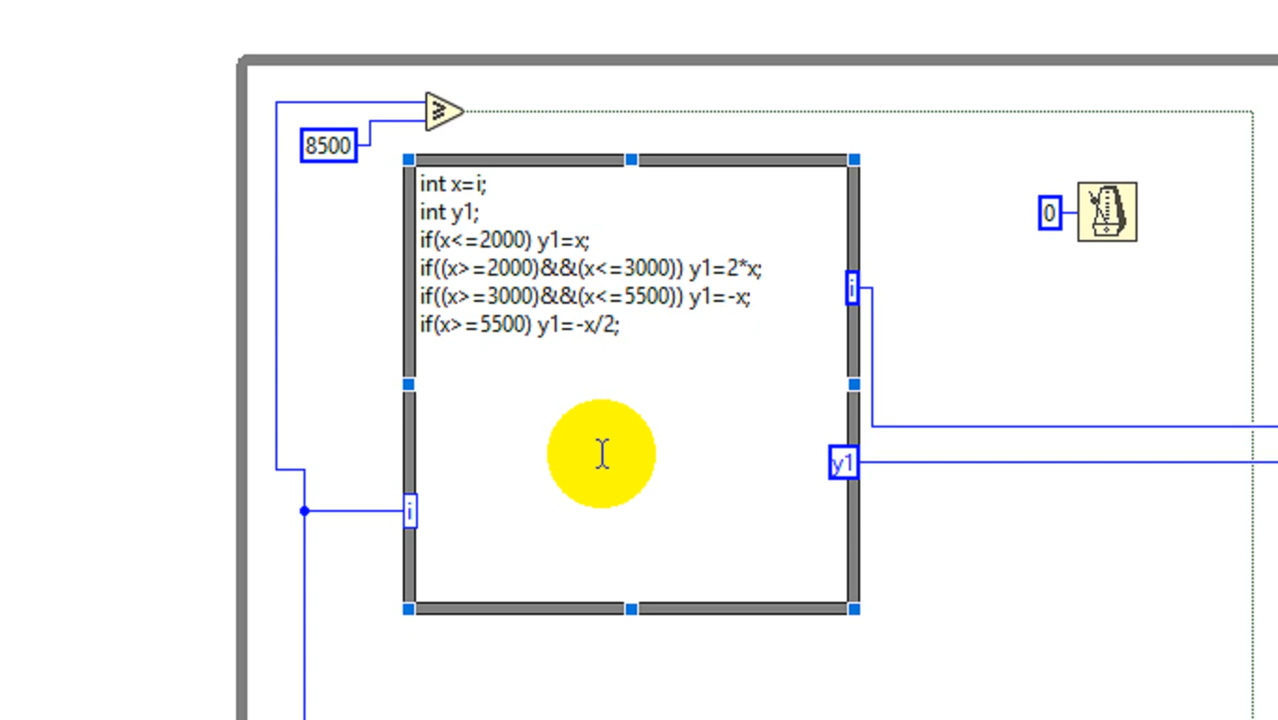 8500
int x=i;
int y1;
if(x<=2000) y1=x;
if((x>=2000)&&(x<=3000)) y1=2*x;
if((x>=3000)&&(x<=5500)) y1=-x;
if(x>=5500) y1=-x/2;
0
i
y1
i